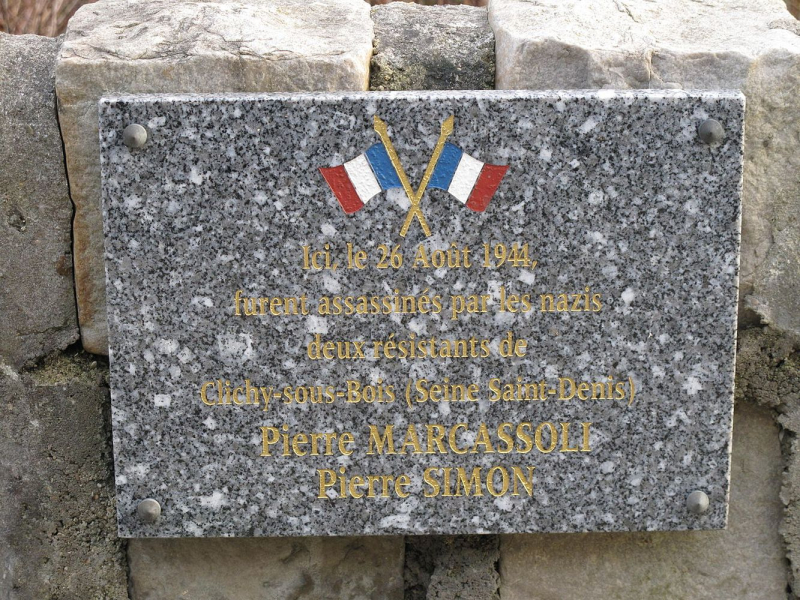 Ici, le 26 Août 1944,
furent assassinés par les nazis
deux résistants de
Clichy-sous-Bois (Seine Saint-Denis)
Pierre MARCASSOLI
Pierre SIMON